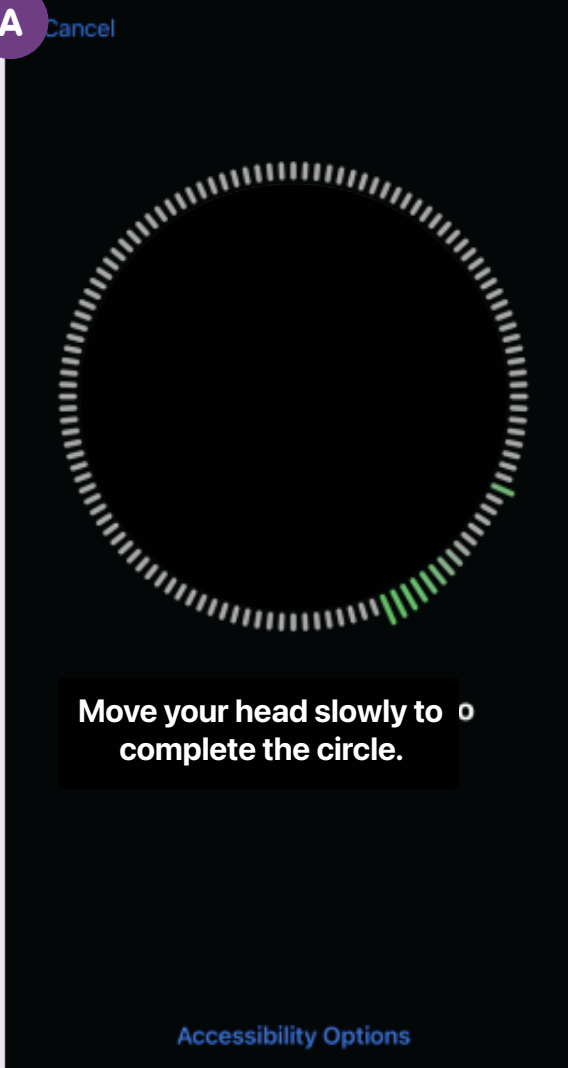 A
Cancel
Move your head slowly to o
complete the circle.
Accessibility Options